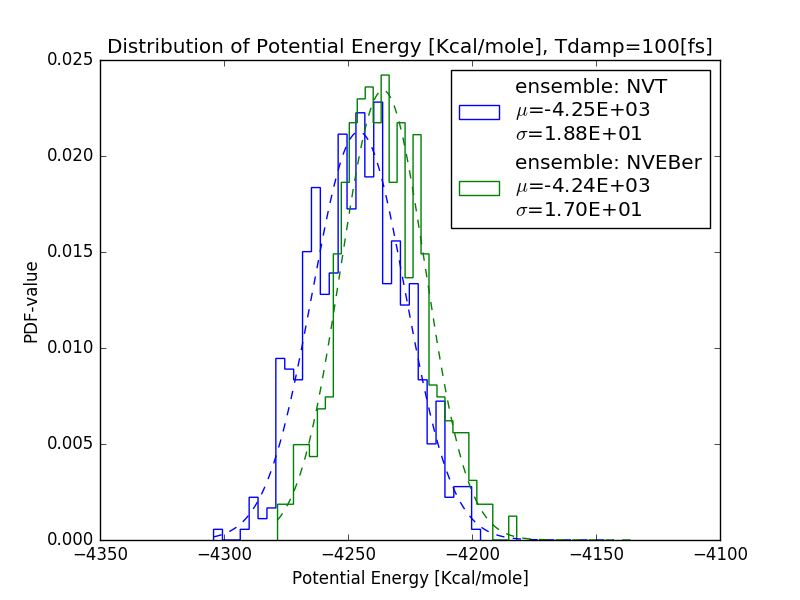 Distribution of Potential Energy [Kcal/mole], Tdamp=100[fs]
0.025
0.020
0.015
0.010
0.005
0.000
PDF-value
ensemble: NVT
μ=-4.25E+03
σ=1.88E+01
ensemble: NVEBer
μ=-4.24E+03
σ=1.70E+01
−4350 −4300 −4250 −4200 −4150 −4100
Potential Energy [Kcal/mole]